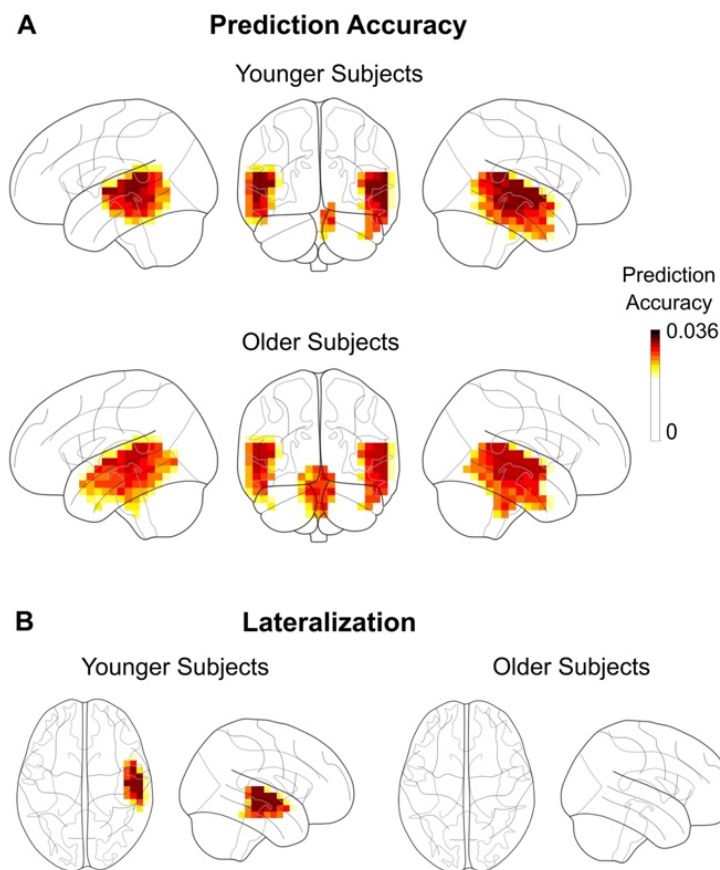 A
Prediction Accuracy
Younger Subjects
Prediction
Accuracy
0.036
0
Older Subjects
B
Lateralization
Younger Subjects
Older Subjects